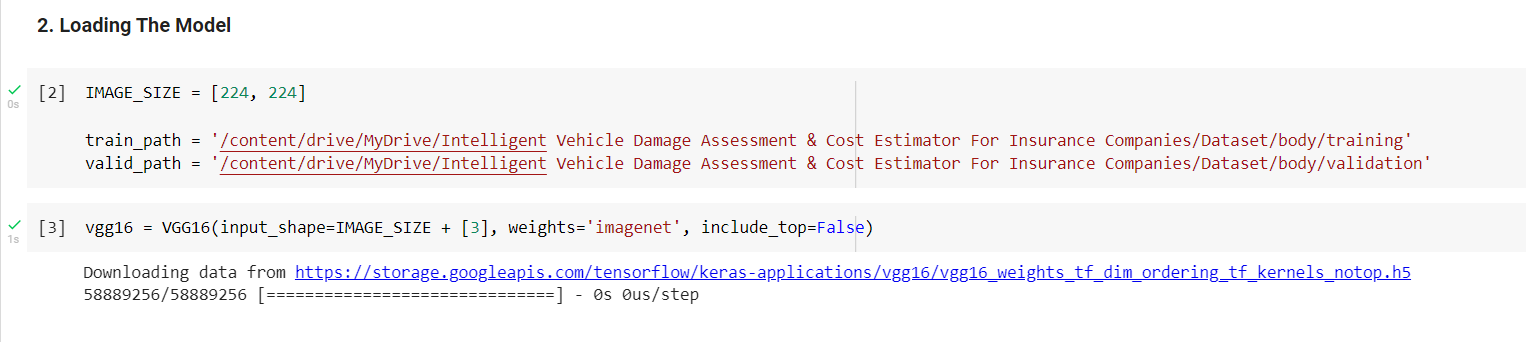 2. Loading The Model
[2] IMAGE_SIZE = [224, 224]
0s
train_path = '/content/drive/MyDrive/Intelligent Vehicle Damage Assessment & Cost Estimator For Insurance Companies/Dataset/body/training'
valid_path = '/content/drive/MyDrive/Intelligent Vehicle Damage Assessment & Cost Estimator For Insurance Companies/Dataset/body/validation'
[3] vgg16 = VGG16(input_shape=IMAGE_SIZE + [3], weights='imagenet', include_top=False)
1s
Downloading data from https://storage.googleapis.com/tensorflow/keras-applications/vgg16/vgg16_weights_tf_dim_ordering_tf_kernels_notop.h5
58889256/58889256 [==============================] - 0s 0us/step